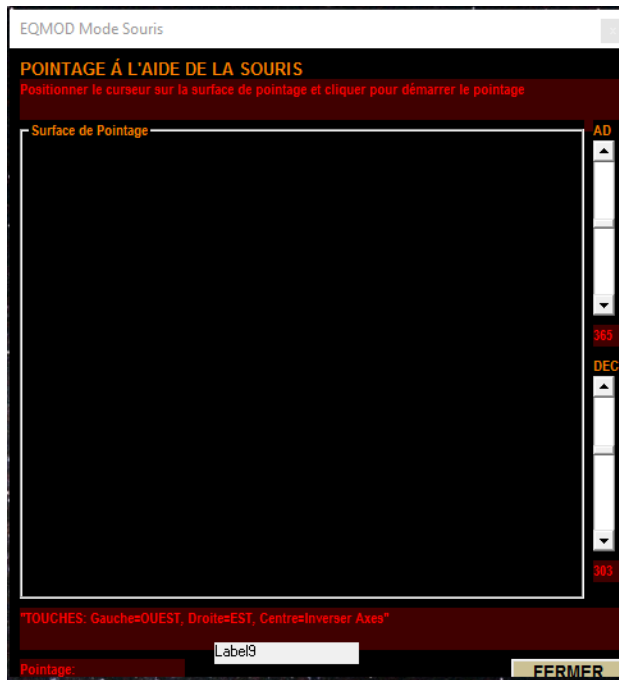 EQMOD Mode Souris
x
POINTAGE Á L'AIDE DE LA SOURIS
Positionner le curseur sur la surface de pointage et cliquer pour démarrer le pointage
Surface de Pointage
AD
365
DEC
303
"TOUCHES: Gauche=OUEST, Droite=EST, Centre=Inverser Axes"
Label9
Pointage:
FERMER